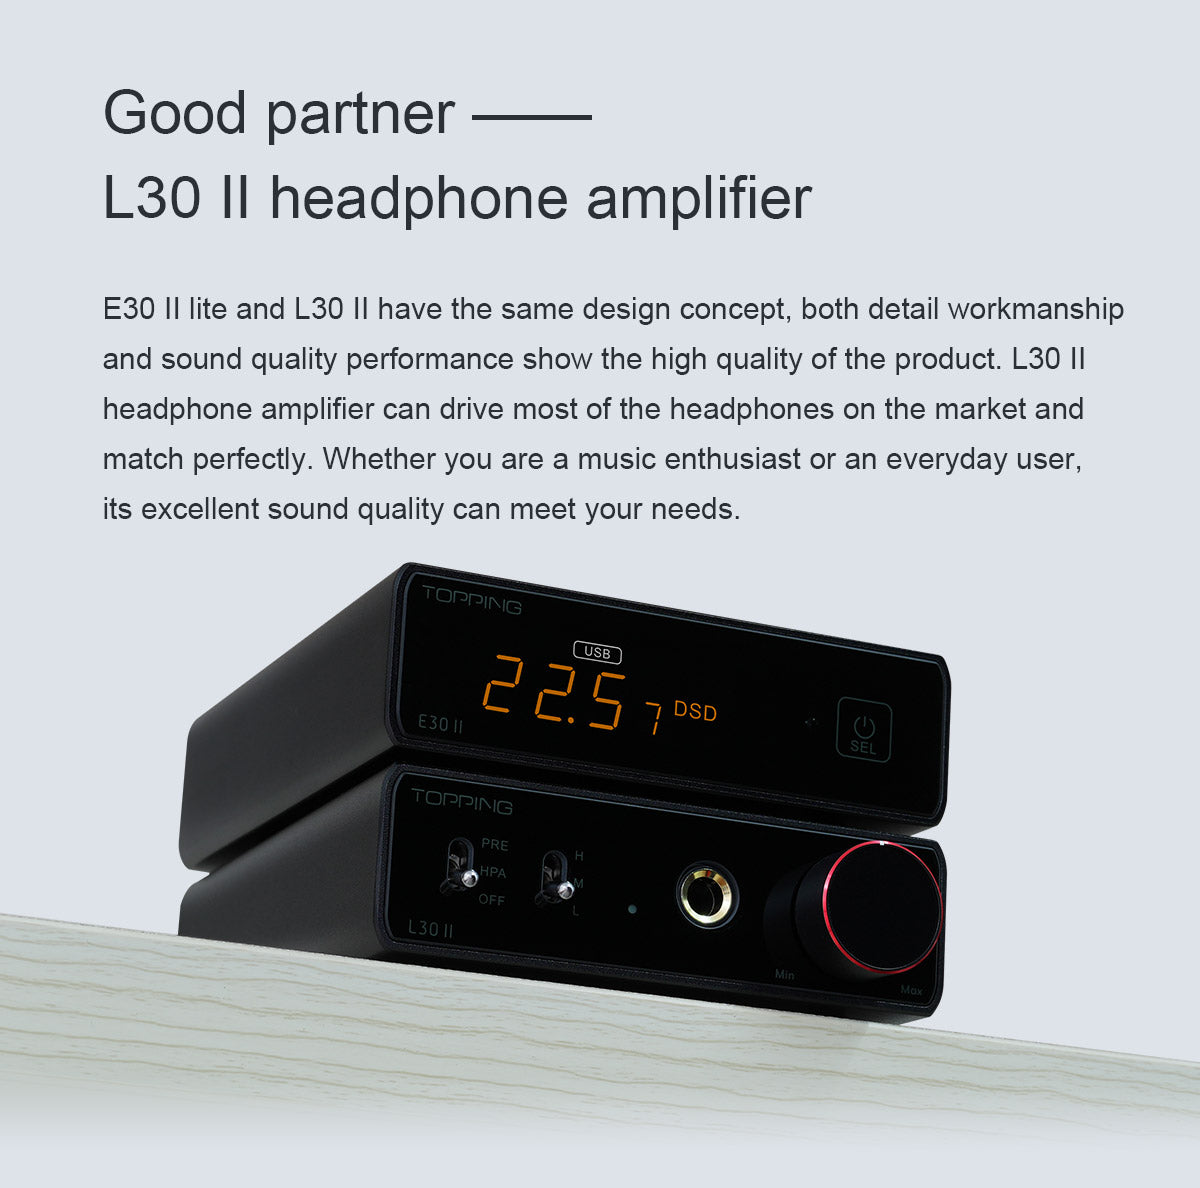 Good partner ——
L30 II headphone amplifier
E30 II lite and L30 II have the same design concept, both detail workmanship
and sound quality performance show the high quality of the product. L30 II
headphone amplifier can drive most of the headphones on the market and
match perfectly. Whether you are a music enthusiast or an everyday user,
its excellent sound quality can meet your needs.
TOPPING
USB
22.57 DSD
E30 II
SEL
TOPPING
PRE
HPA
OFF
H
M
L
L30 II
Min
Max